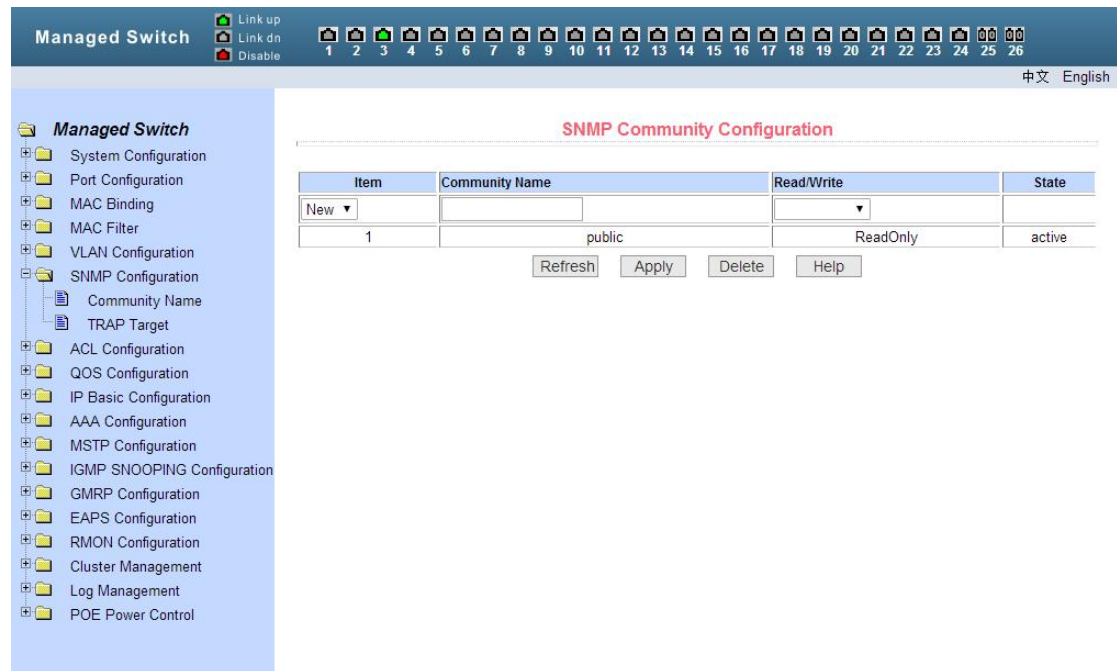 Managed Switch
Link up
Link dn
Disable
1 2 3 4 5 6 7 8 9 10 11 12 13 14 15 16 17 18 19 20 21 22 23 24 25 26
中文 English
Managed Switch
System Configuration
Port Configuration
MAC Binding
MAC Filter
VLAN Configuration
SNMP Configuration
Community Name
TRAP Target
ACL Configuration
QOS Configuration
IP Basic Configuration
AAA Configuration
MSTP Configuration
IGMP SNOOPING Configuration
GMRP Configuration
EAPS Configuration
RMON Configuration
Cluster Management
Log Management
POE Power Control
SNMP Community Configuration
Item Community Name Read/Write State
New
1 public ReadOnly active
Refresh Apply Delete Help